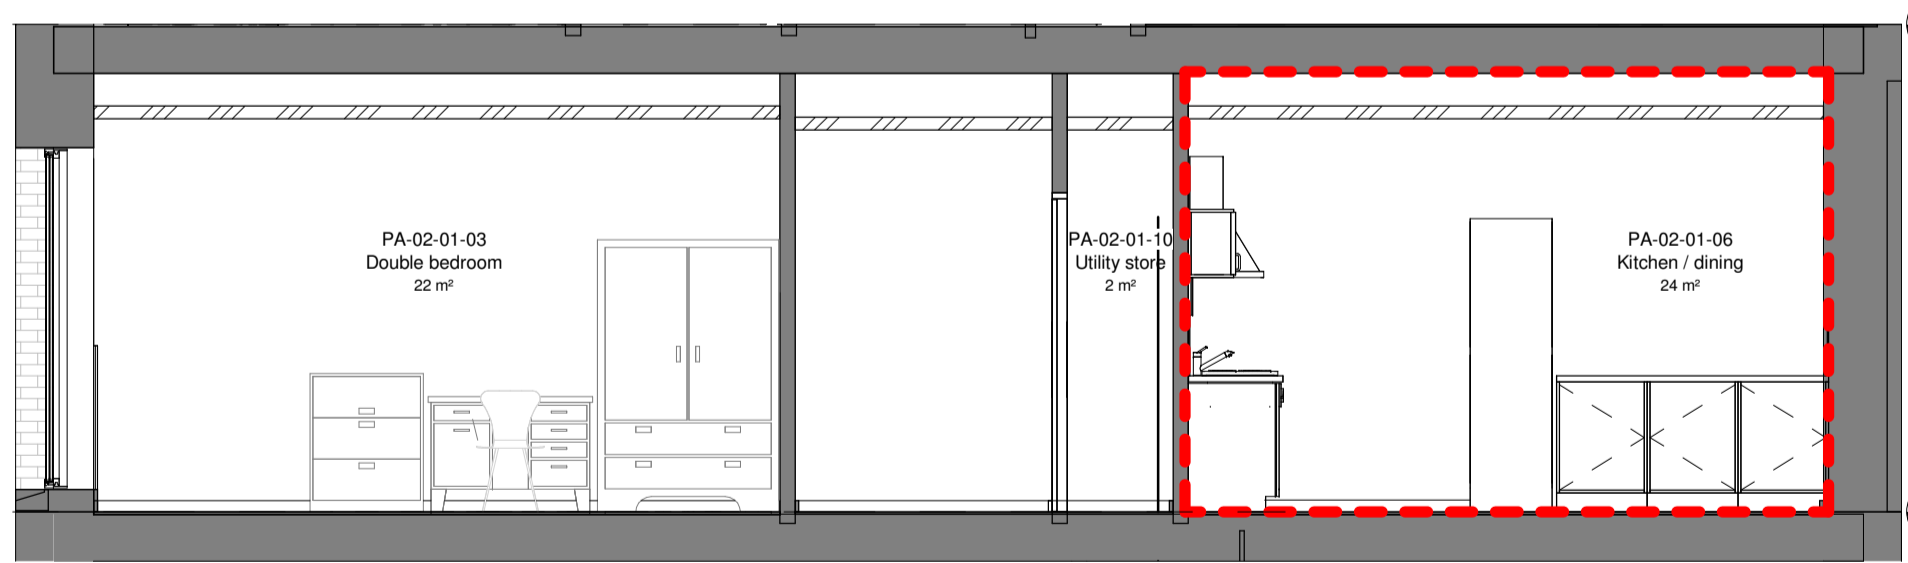 PA-02-01-03
Double bedroom
22 m²
PA-02-01-10
Utility store
2 m²
PA-02-01-06
Kitchen / dining
24 m²